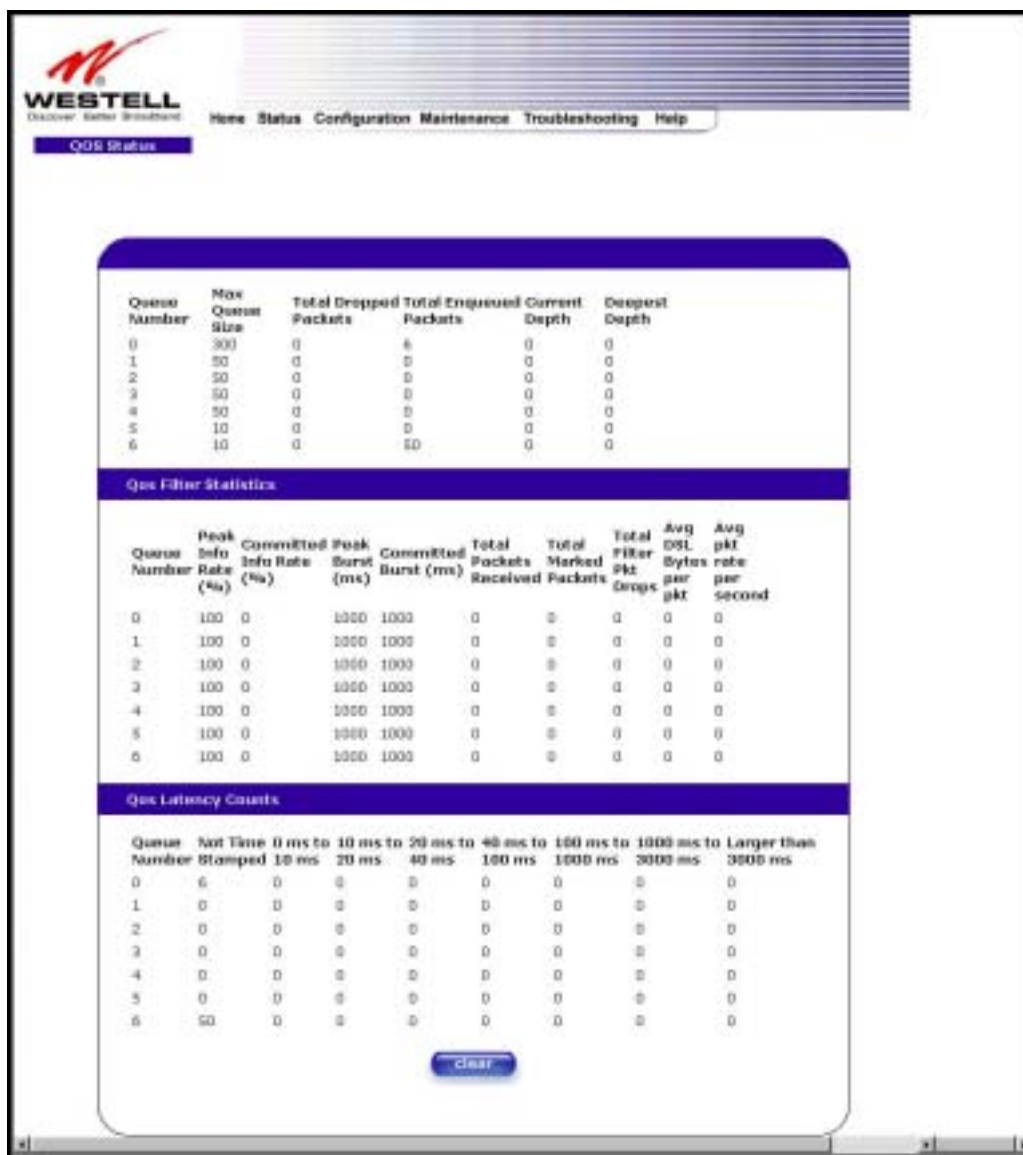 WESTELL
Discover Better Broadband
Home Status Configuration Maintenance Troubleshooting Help
QOS Status
Queue Number Max Queue Size Total Dropped Packets Total Enqueued Packets Current Depth Deepest Depth
0 300 0 6 0 0
1 50 0 0 0 0
2 50 0 0 0 0
3 50 0 0 0 0
4 50 0 0 0 0
5 10 0 0 0 0
6 10 0 50 0 0
Qos Filter Statistics
Queue Number Peak Info Rate (%) Committed Info Rate (%) Peak Burst (ms) Committed Burst (ms) Total Packets Received Total Marked Packets Total Filter Pkt Drops Avg DSL Bytes per pkt Avg pkt rate per second
0 100 0 1000 1000 0 0 0 0 0
1 100 0 1000 1000 0 0 0 0 0
2 100 0 1000 1000 0 0 0 0 0
3 100 0 1000 1000 0 0 0 0 0
4 100 0 1000 1000 0 0 0 0 0
5 100 0 1000 1000 0 0 0 0 0
6 100 0 1000 1000 0 0 0 0 0
Qos Latency Counts
Queue Number Not Time Stamped 0 ms to 10 ms 10 ms to 20 ms 20 ms to 40 ms 40 ms to 100 ms 100 ms to 1000 ms 1000 ms to 3000 ms Larger than 3000 ms
0 6 0 0 0 0 0 0 0
1 0 0 0 0 0 0 0 0
2 0 0 0 0 0 0 0 0
3 0 0 0 0 0 0 0 0
4 0 0 0 0 0 0 0 0
5 0 0 0 0 0 0 0 0
6 50 0 0 0 0 0 0 0
clear